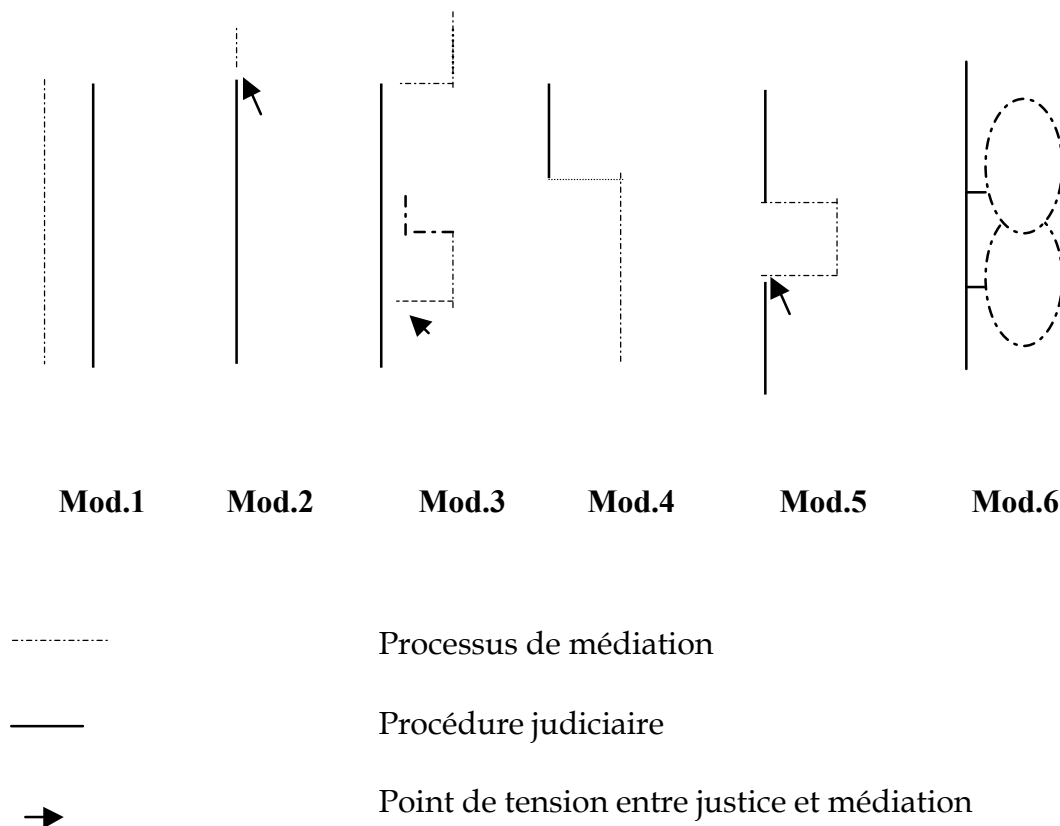 Mod.1 Mod.2 Mod.3 Mod.4 Mod.5 Mod.6
Processus de médiation
Procédure judiciaire
Point de tension entre justice et médiation